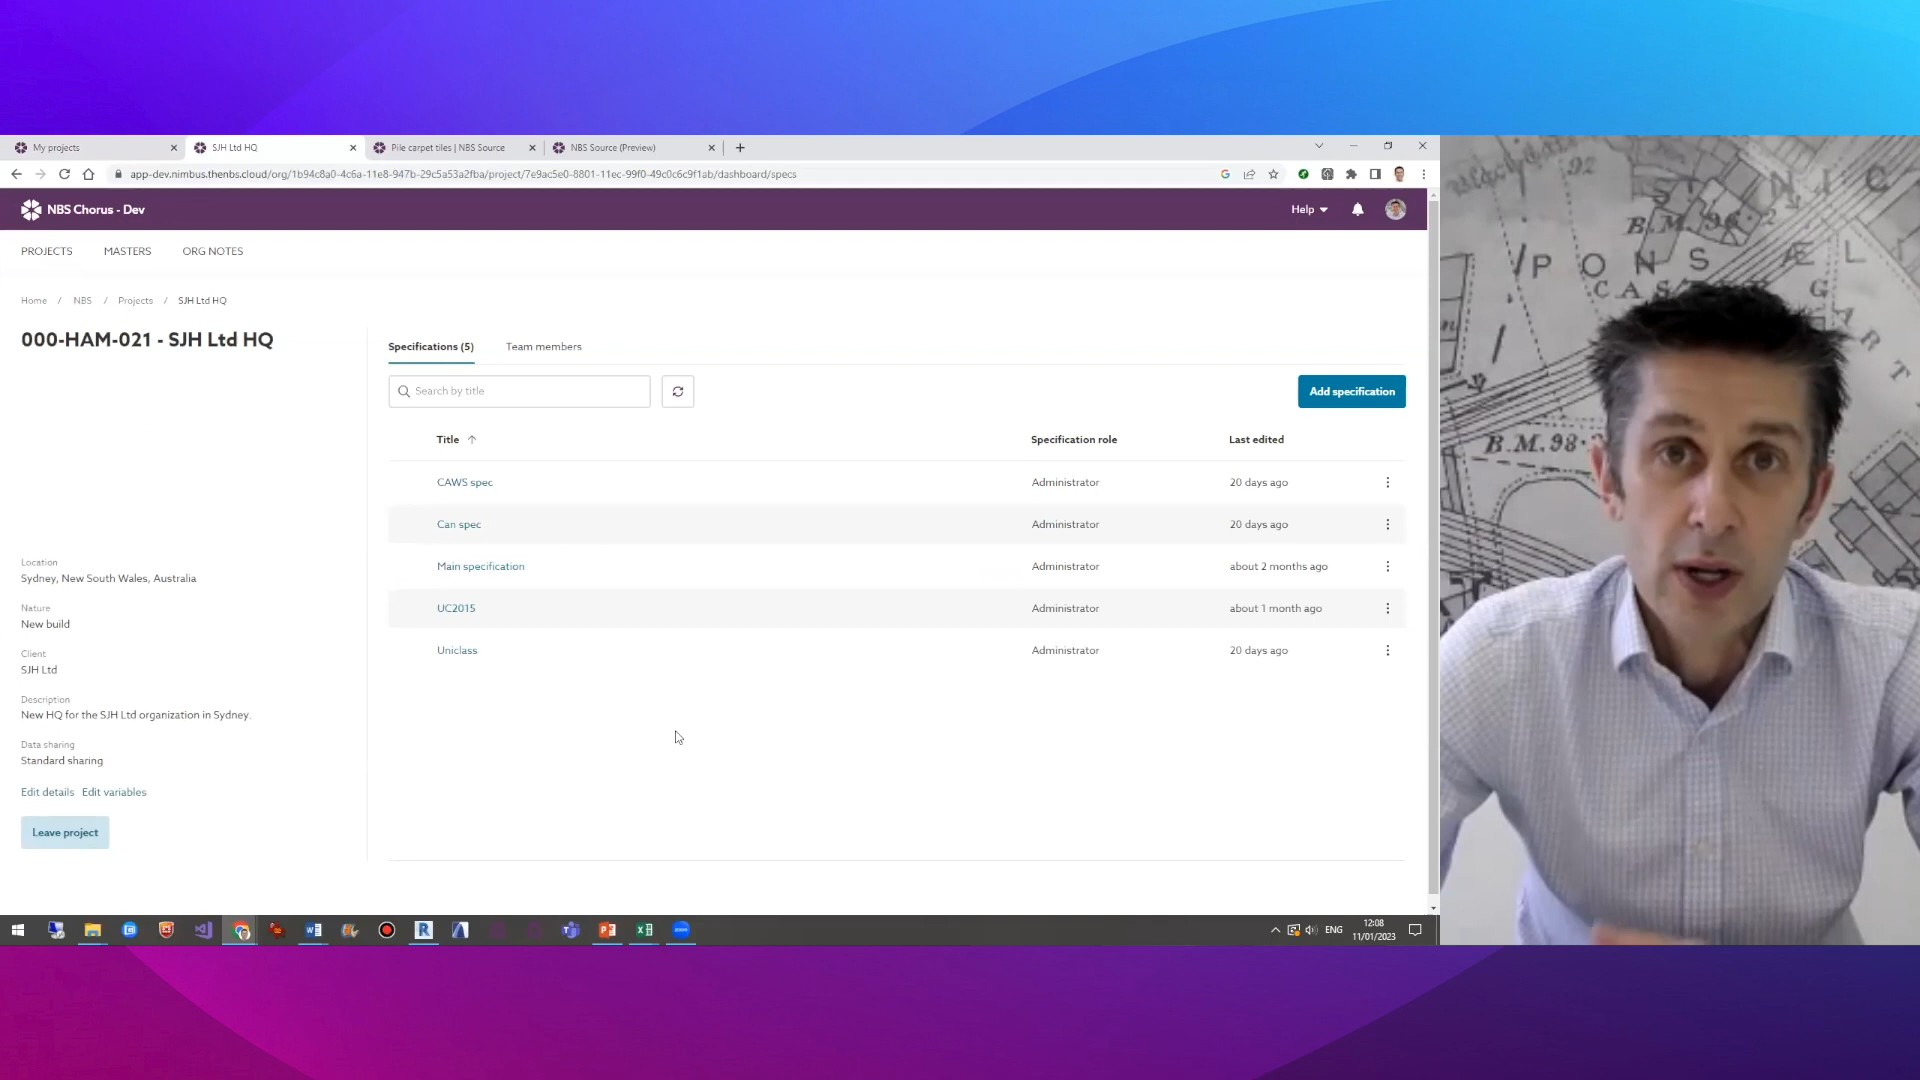 My projects
SJH Ltd HQ
Pile carpet tiles | NBS Source
NBS Source (Preview)
app-dev.nimbus.thenbs.cloud/org/1b94c8a0-4c6a-11e8-947b-29c5a53a2fba/project/7e9ac5e0-8801-11ec-99f0-49c0c6c9f1ab/dashboard/specs
NBS Chorus - Dev
Help
PROJECTS MASTERS ORG NOTES
Home / NBS / Projects / SJH Ltd HQ
000-HAM-021 - SJH Ltd HQ
Location
Sydney, New South Wales, Australia
Nature
New build
Client
SJH Ltd
Description
New HQ for the SJH Ltd organization in Sydney.
Data sharing
Standard sharing
Edit details Edit variables
Leave project
Specifications (5) Team members
Search by title
Add specification
Title Specification role Last edited
CAWS spec Administrator 20 days ago
Can spec Administrator 20 days ago
Main specification Administrator about 2 months ago
UC2015 Administrator about 1 month ago
Uniclass Administrator 20 days ago
ENG
12:08
11/01/2023
B.M. 98
P O N S
B.M. 98